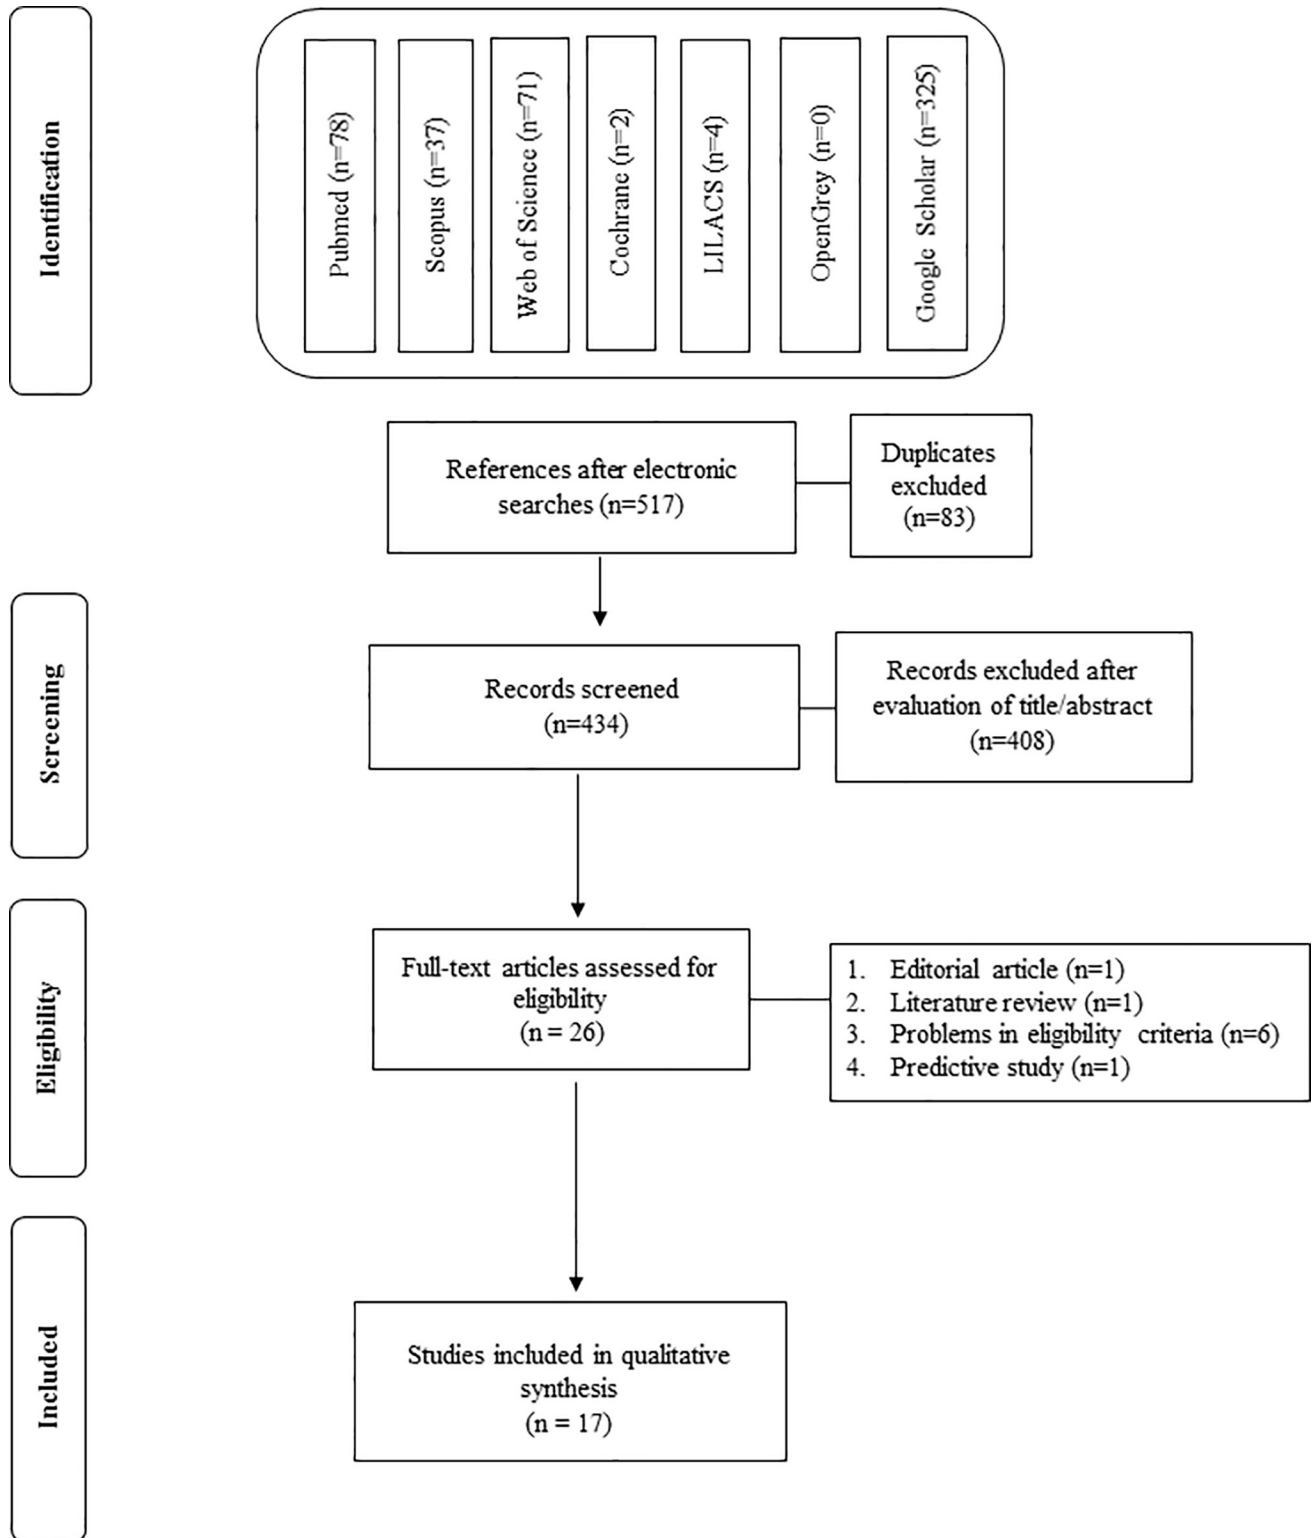 Identification
Pubmed (n=78)
Scopus (n=37)
Web of Science (n=71)
Cochrane (n=2)
LILACS (n=4)
OpenGrey (n=0)
Google Scholar (n=325)
References after electronic
searches (n=517)
Duplicates
excluded
(n=83)
Screening
Records screened
(n=434)
Records excluded after
evaluation of title/abstract
(n=408)
Eligibility
Full-text articles assessed for
eligibility
(n = 26)
1. Editorial article (n=1)
2. Literature review (n=1)
3. Problems in eligibility criteria (n=6)
4. Predictive study (n=1)
Included
Studies included in qualitative
synthesis
(n = 17)